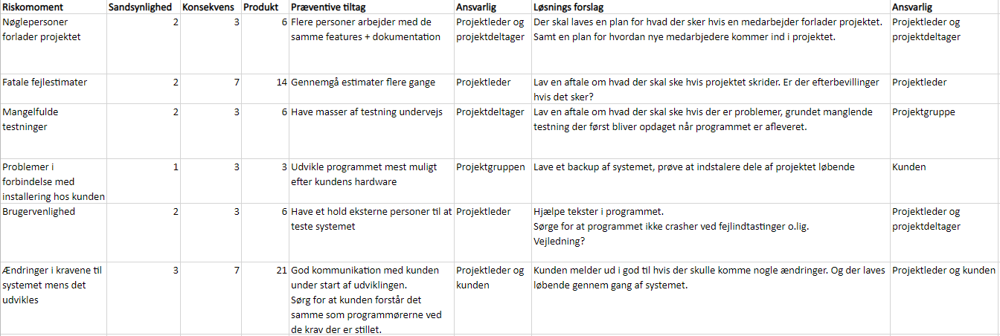 Riskomoment Sandsynlighed Konsekvens Produkt Præventive tiltag Ansvarlig Løsnings forslag Ansvarlig
Nøglepersoner 2 3 6 Flere personer arbejder med de Projektleder og Der skal laves en plan for hvad der sker hvis en medarbejder forlader projektet. Projektleder og
forlader projektet samme features + dokumentation projektdeltager Samt en plan for hvordan nye medarbjedere kommer ind i projektet. projektdeltager
Fatale fejlestimater 2 7 14 Gennemgå estimater flere gange Projektleder Lav en aftale om hvad der skal ske hvis projektet skrider. Er der efterbevillinger Projektleder
hvis det sker?
Mangelfulde 2 3 6 Have masser af testning undervejs Projektdeltager Lav en aftale om hvad der skal ske hvis der er problemer, grundet manglende Projektgruppe
testninger testning der først bliver opdaget når programmet er afleveret.
Problemer i 1 3 3 Udvikle programmet mest muligt Projektgruppen Lave et backup af systemet, prøve at indstalere dele af projektet løbende Kunden
forbindelse med efter kundens hardware
installering hos kunden
Brugervenlighed 2 3 6 Have et hold eksterne personer til at Projektleder Hjælpe tekster i programmet. Projektleder og
teste systemet Sørge for at programmet ikke crasher ved fejlindtastinger o.lig. projektdeltager
Vejledning?
Ændringer i kravene til 3 7 21 God kommunikation med kunden Projektleder og Kunden melder ud i god til hvis der skulle komme nogle ændringer. Og der laves Projektleder og kunden
systemet mens det under start af udviklingen. kunden løbende gennem gang af systemet.
udvikles Sørg for at kunden forstår det
samme som programmørerne ved
de krav der er stillet.